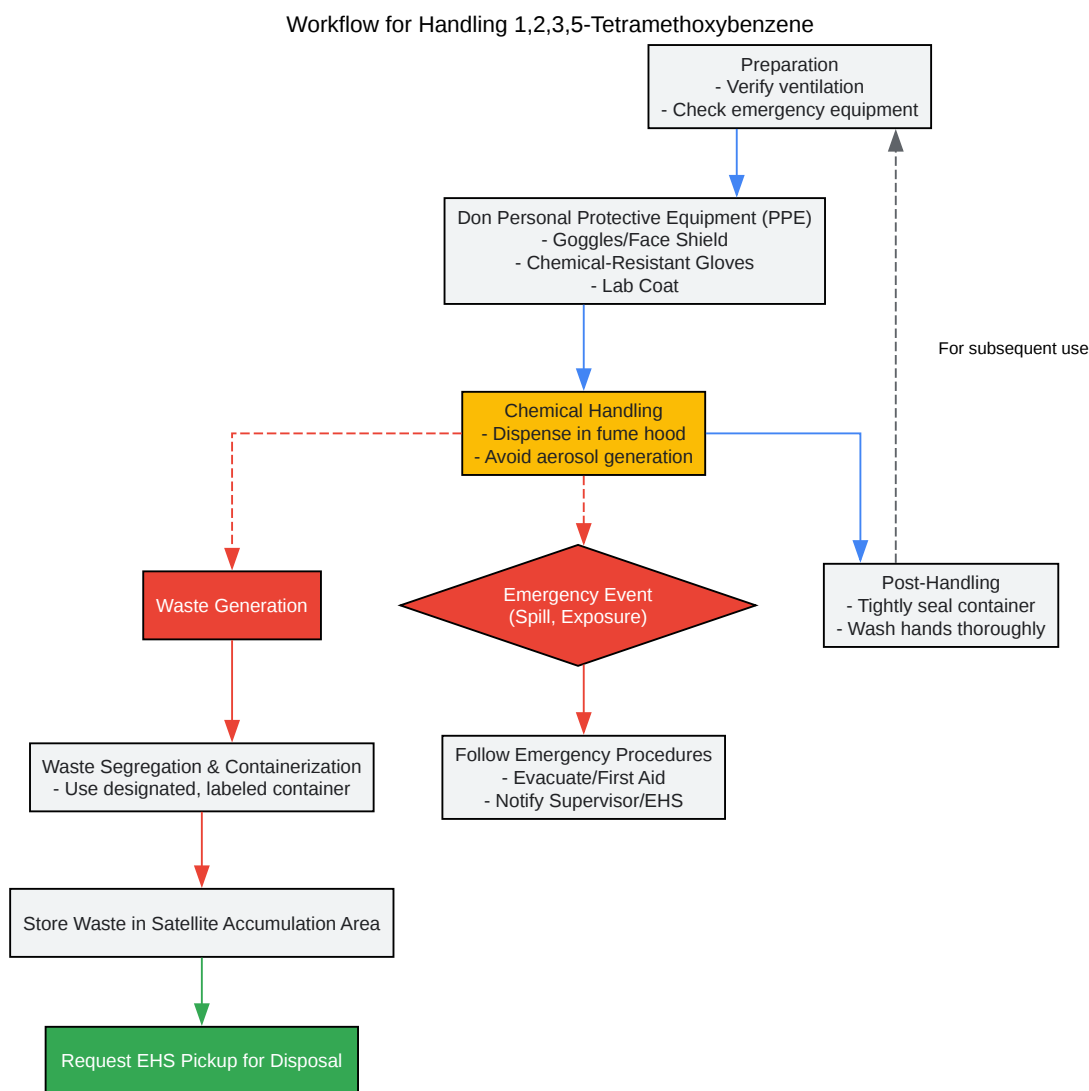 Workflow for Handling 1,2,3,5-Tetramethoxybenzene
Preparation
- Verify ventilation
- Check emergency equipment
Don Personal Protective Equipment (PPE)
- Goggles/Face Shield
- Chemical-Resistant Gloves
- Lab Coat
For subsequent use
Chemical Handling
- Dispense in fume hood
- Avoid aerosol generation
Waste Generation
Emergency Event
(Spill, Exposure)
Post-Handling
- Tightly seal container
- Wash hands thoroughly
Waste Segregation & Containerization
- Use designated, labeled container
Follow Emergency Procedures
- Evacuate/First Aid
- Notify Supervisor/EHS
Store Waste in Satellite Accumulation Area
Request EHS Pickup for Disposal